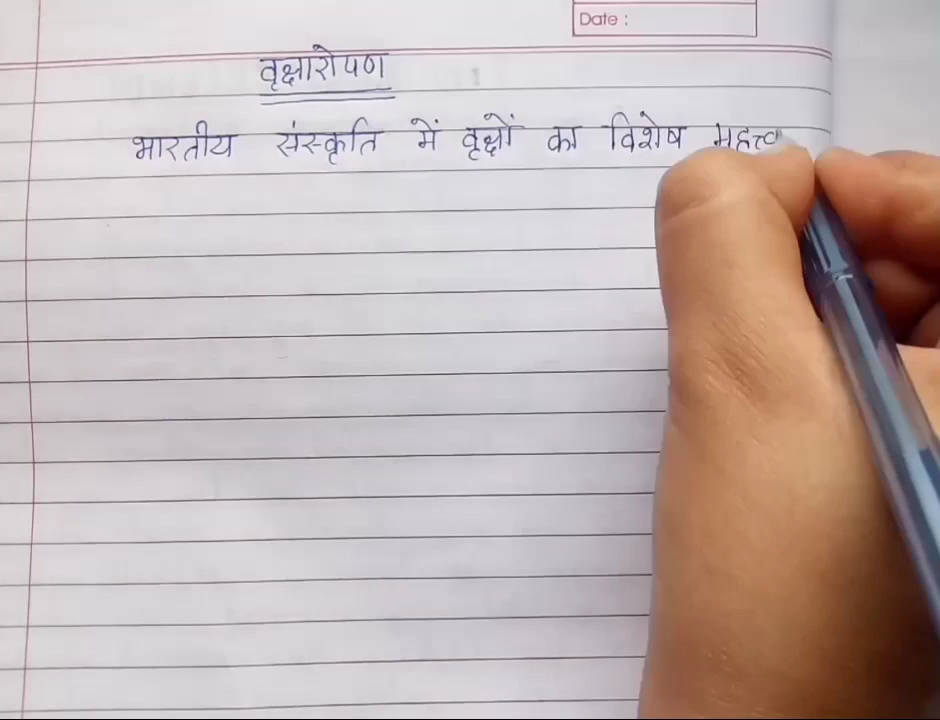 Date :
वृक्षारोपण
भारतीय संस्कृति में वृक्षों का विशेष महत्व